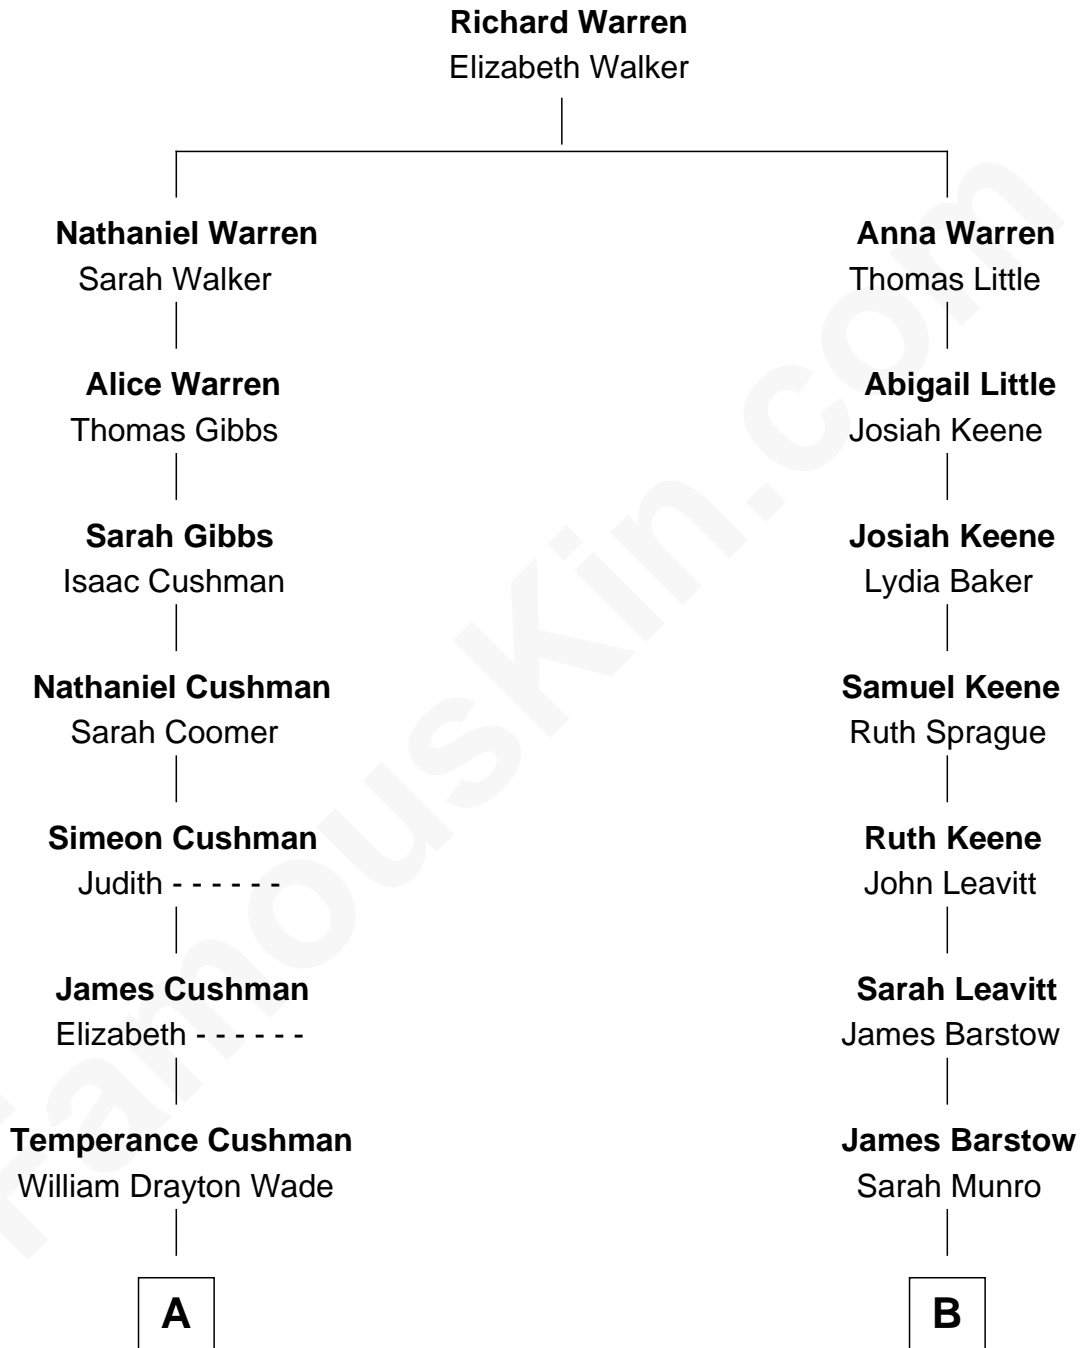 Richard Warren
Elizabeth Walker
Nathaniel Warren
Sarah Walker
Alice Warren
Thomas Gibbs
Sarah Gibbs
Isaac Cushman
Nathaniel Cushman
Sarah Coomer
Simeon Cushman
Judith - - - - - -
James Cushman
Elizabeth - - - - - -
Temperance Cushman
William Drayton Wade
A
Anna Warren
Thomas Little
Abigail Little
Josiah Keene
Josiah Keene
Lydia Baker
Samuel Keene
Ruth Sprague
Ruth Keene
John Leavitt
Sarah Leavitt
James Barstow
James Barstow
Sarah Munro
B
FamousKin.com